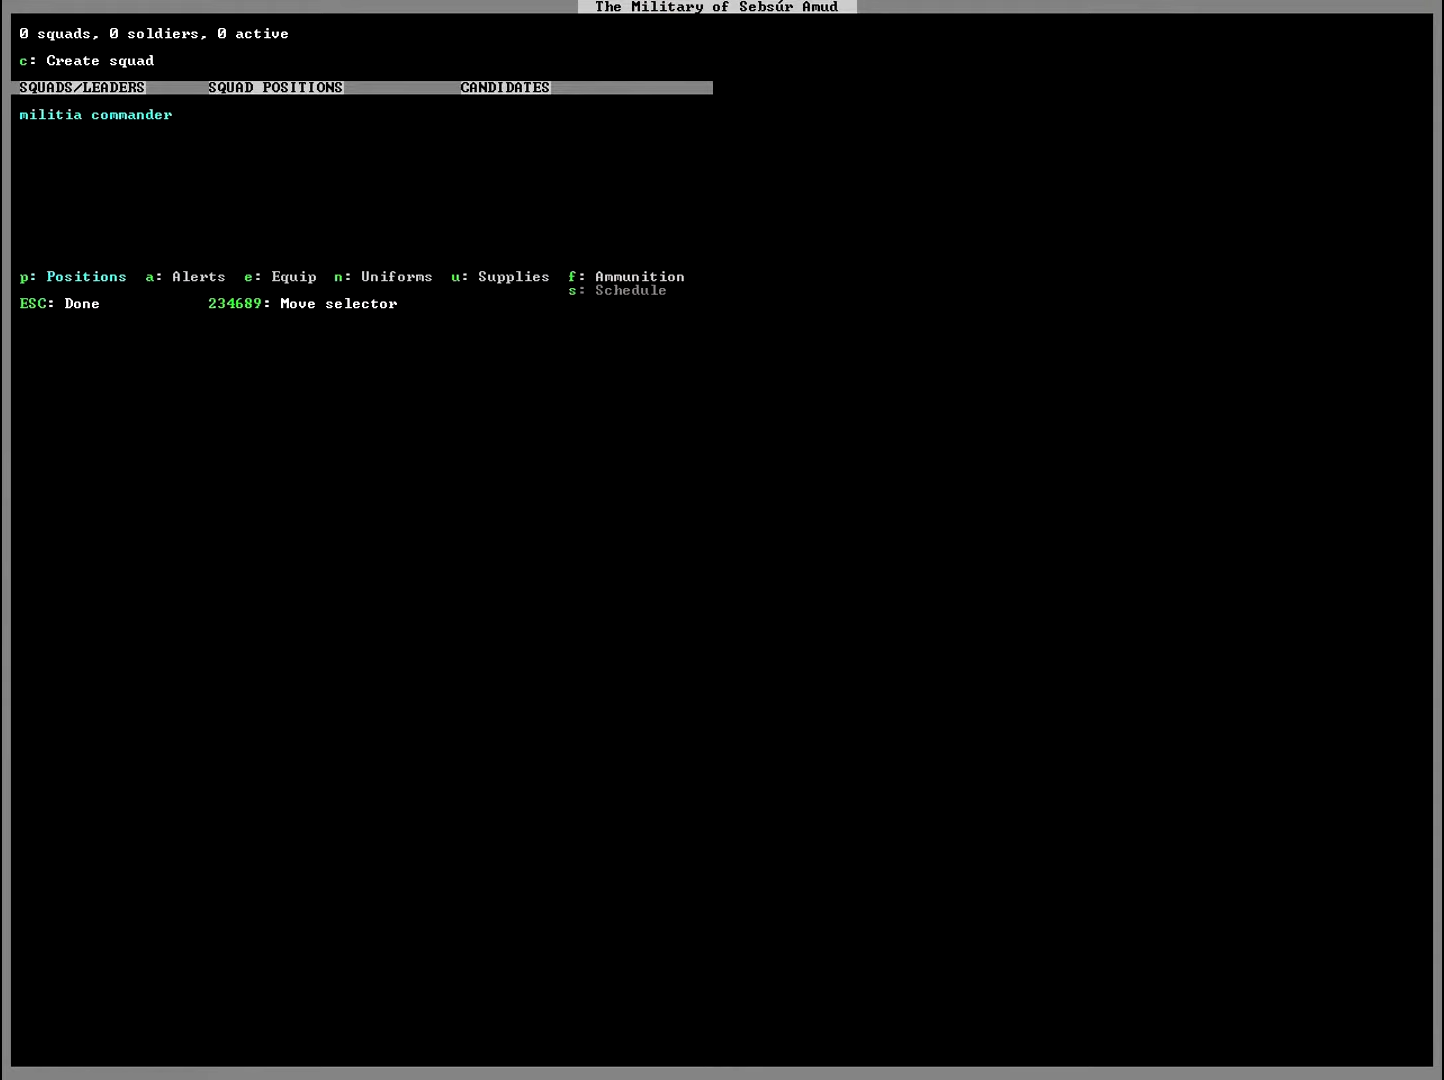 The Military of Sebsúr Amud
0 squads, 0 soldiers, 0 active
c: Create squad
SQUADS/LEADERS SQUAD POSITIONS CANDIDATES
militia commander
p: Positions a: Alerts e: Equip n: Uniforms u: Supplies f: Ammunition
s: Schedule
ESC: Done 234689: Move selector